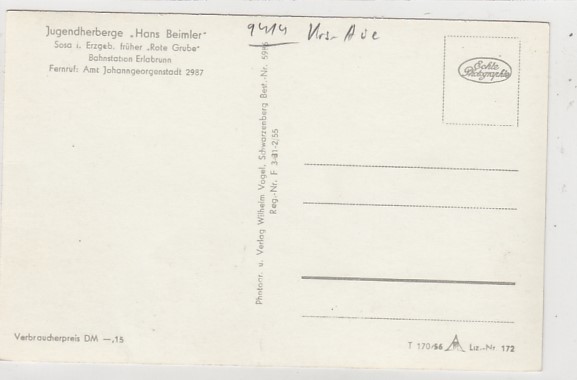 Jugendherberge „Hans Beimler"
Sosa i. Erzgeb. früher „Rote Grube"
Bahnstation Erlabrunn
Fernruf: Amt Johanngeorgenstadt 2987
9414 Krs. Aue
Echte
Photographie
Photogr. u. Verlag Wilhelm Vogel, Schwarzenberg Best.-Nr.
Reg.-Nr. F 3-81-2/55
Verbraucherpreis DM —,15
T 170/56 Liz.-Nr. 172